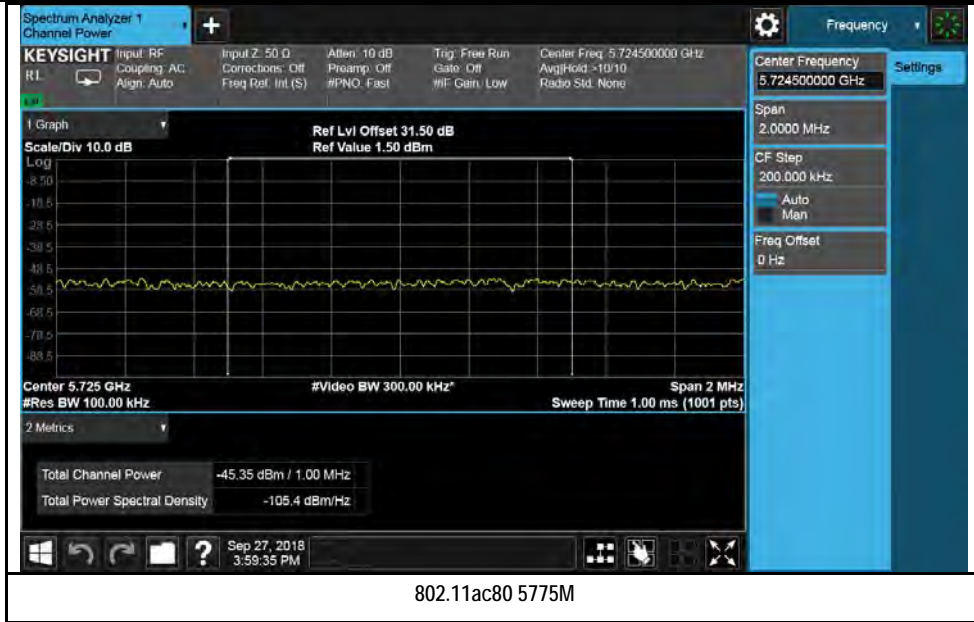 Spectrum Analyzer 1
Channel Power
+
Frequency
KEYSIGHT
RL
Input: RF
Coupling: AC
Align: Auto
Input Z: 50 Ω
Corrections: Off
Freq Ref: Int (S)
Atten: 10 dB
Preamp: Off
#PNO: Fast
Trig: Free Run
Gate: Off
#IF Gain: Low
Center Freq: 5.724500000 GHz
Avg|Hold:>10/10
Radio Std: None
Center Frequency
5.724500000 GHz
Settings
Span
2.0000 MHz
CF Step
200.000 kHz
Auto
Man
Freq Offset
0 Hz
1 Graph
Scale/Div 10.0 dB
Ref Lvl Offset 31.50 dB
Ref Value 1.50 dBm
Log
-8.50
-18.5
-28.5
-38.5
-48.5
-58.5
-68.5
-78.5
-88.5
Center 5.725 GHz
#Res BW 100.00 kHz
#Video BW 300.00 kHz*
Span 2 MHz
Sweep Time 1.00 ms (1001 pts)
2 Metrics
Total Channel Power -45.35 dBm / 1.00 MHz
Total Power Spectral Density -105.4 dBm/Hz
?
Sep 27, 2018
3:59:35 PM
802.11ac80 5775M